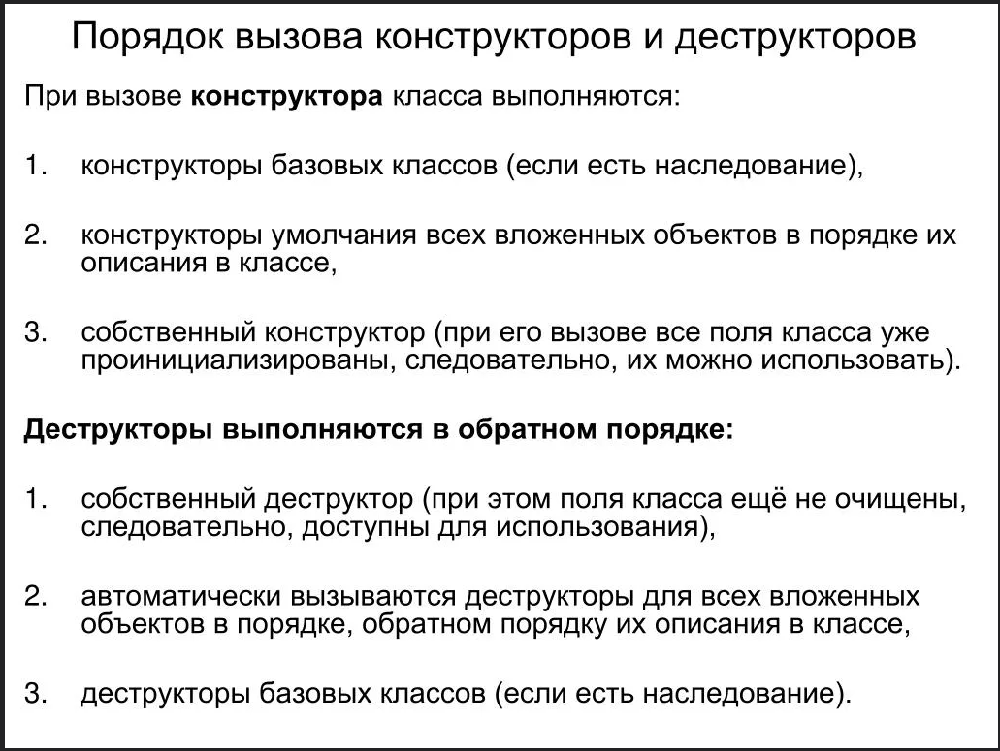 Порядок вызова конструкторов и деструкторов
При вызове конструктора класса выполняются:
1. конструкторы базовых классов (если есть наследование),
2. конструкторы умолчания всех вложенных объектов в порядке их
описания в классе,
3. собственный конструктор (при его вызове все поля класса уже
проинициализированы, следовательно, их можно использовать).
Деструкторы выполняются в обратном порядке:
1. собственный деструктор (при этом поля класса ещё не очищены,
следовательно, доступны для использования),
2. автоматически вызываются деструкторы для всех вложенных
объектов в порядке, обратном порядку их описания в классе,
3. деструкторы базовых классов (если есть наследование).